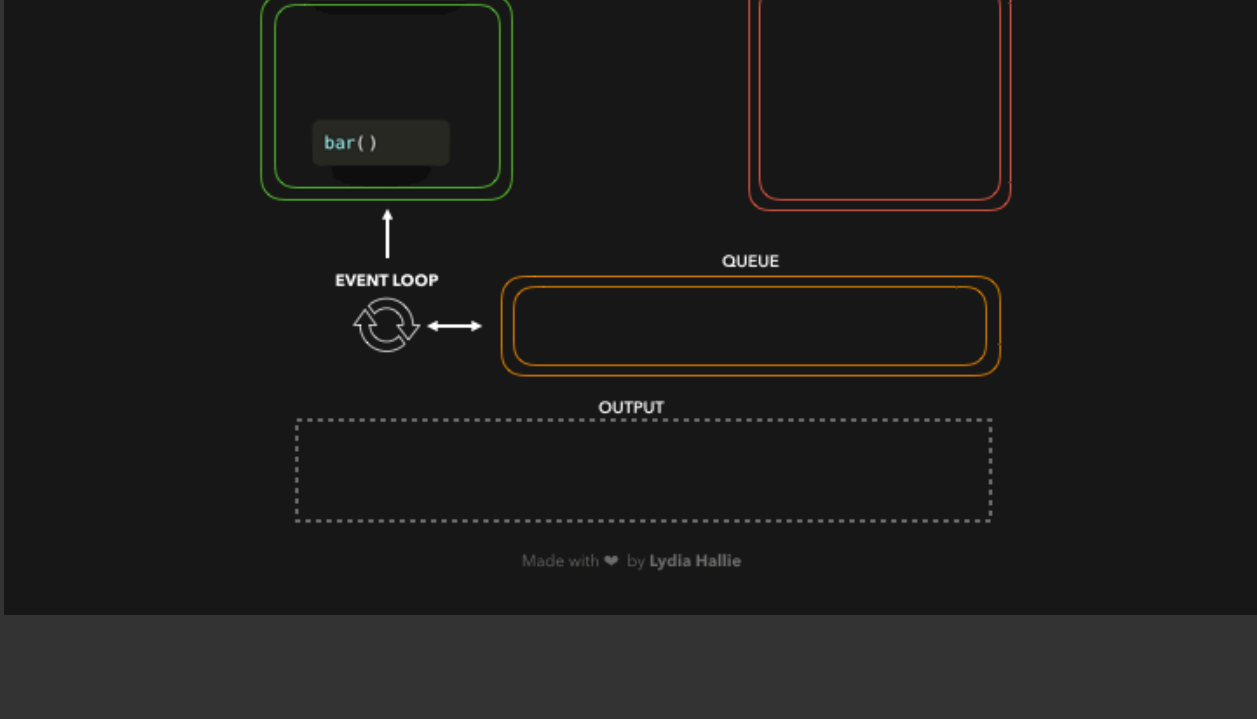 bar()
QUEUE
EVENT LOOP
OUTPUT
Made with ❤ by Lydia Hallie